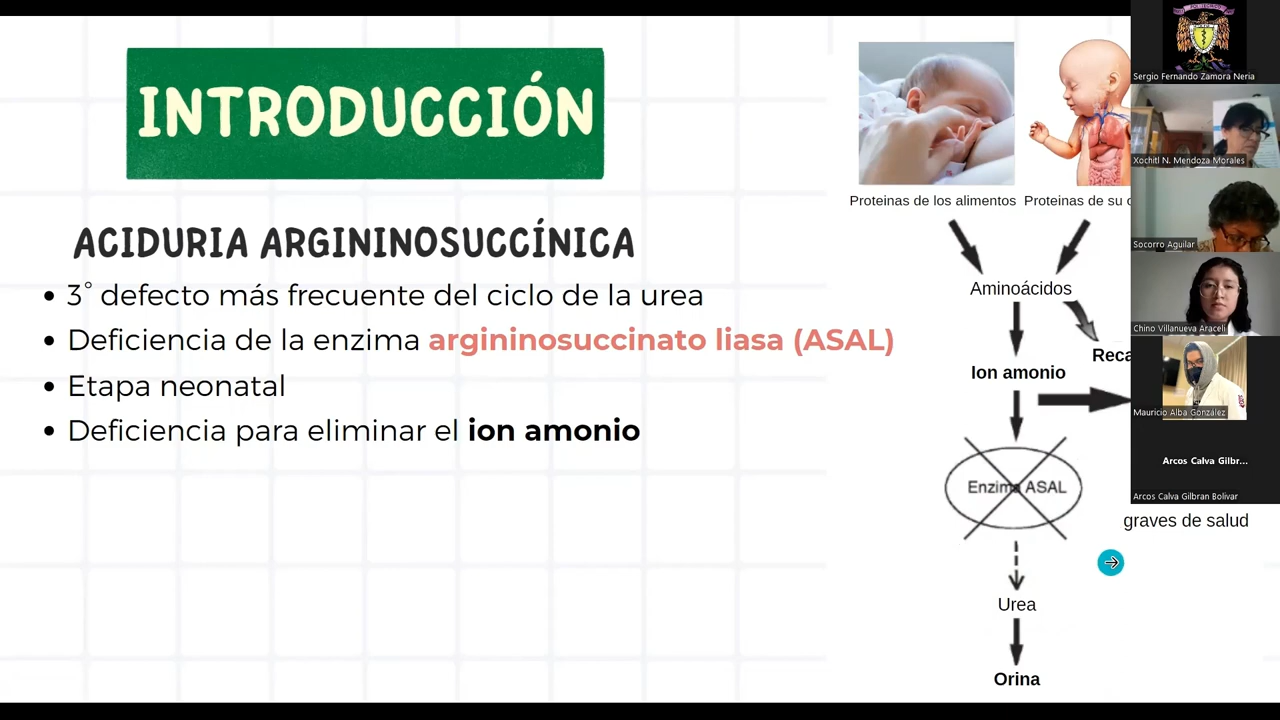 INTRODUCCIÓN
ACIDURIA ARGININOSUCCÍNICA
• 3° defecto más frecuente del ciclo de la urea
• Deficiencia de la enzima argininosuccinato liasa (ASAL)
• Etapa neonatal
• Deficiencia para eliminar el ion amonio
Proteinas de los alimentos
Proteinas de su
Aminoácidos
Ion amonio
Enzima ASAL
graves de salud
Urea
Orina
Sergio Fernando Zamora Neria
Xochitl N. Mendoza Morales
Socorro Aguilar
Chino Villanueva Araceli
Mauricio Alba González
Arcos Calva Gilbr...
Arcos Calva Gilbran Bolivar